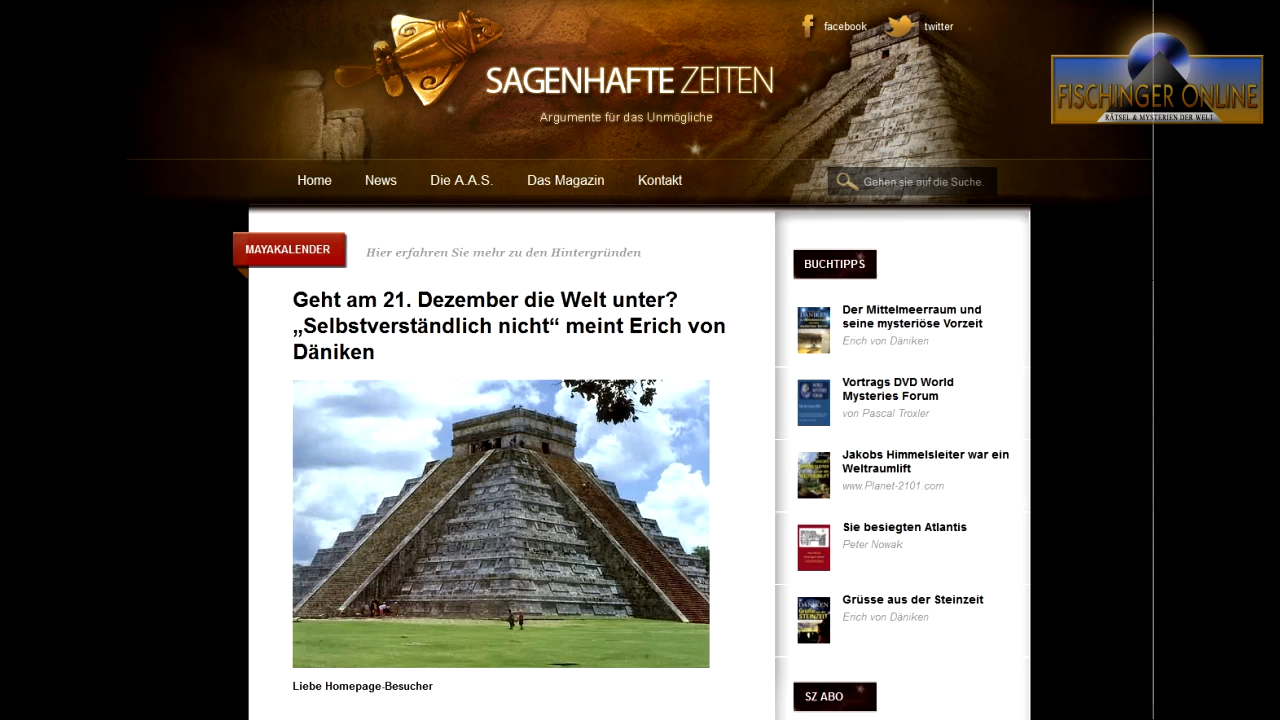 facebook
twitter
SAGENHAFTE ZEITEN
Argumente für das Unmögliche
FISCHINGER ONLINE
RÄTSEL & MYSTERIEN DER WELT
Home
News
Die A.A.S.
Das Magazin
Kontakt
Gehen sie auf die Suche.
MAYAKALENDER
Hier erfahren Sie mehr zu den Hintergründen
Geht am 21. Dezember die Welt unter?
„Selbstverständlich nicht“ meint Erich von
Däniken
Liebe Homepage-Besucher
BUCHTIPPS
Der Mittelmeerraum und
seine mysteriöse Vorzeit
Erich von Däniken
Vortrags DVD World
Mysteries Forum
von Pascal Troxler
Jakobs Himmelsleiter war ein
Weltraumlift
www.Planet-2101.com
Sie besiegten Atlantis
Peter Nowak
Grüsse aus der Steinzeit
Erich von Däniken
SZ ABO